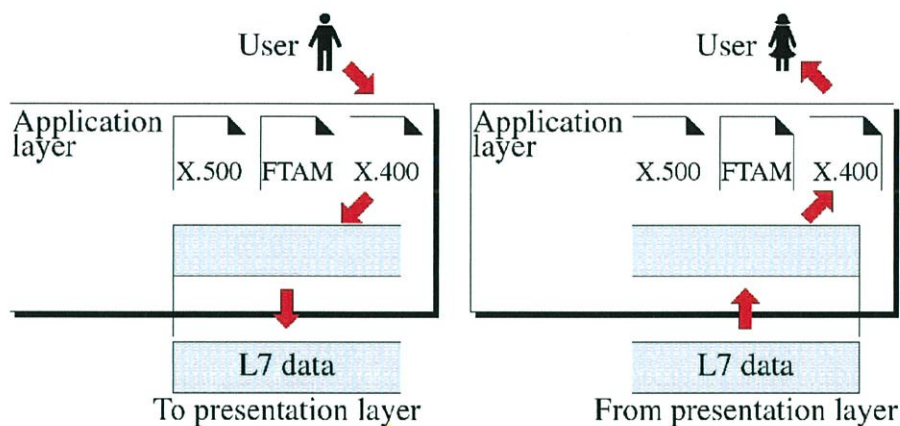 User
Application
layer
X.500 FTAM X.400
L7 data
To presentation layer
User
Application
layer
X.500 FTAM X.400
L7 data
From presentation layer